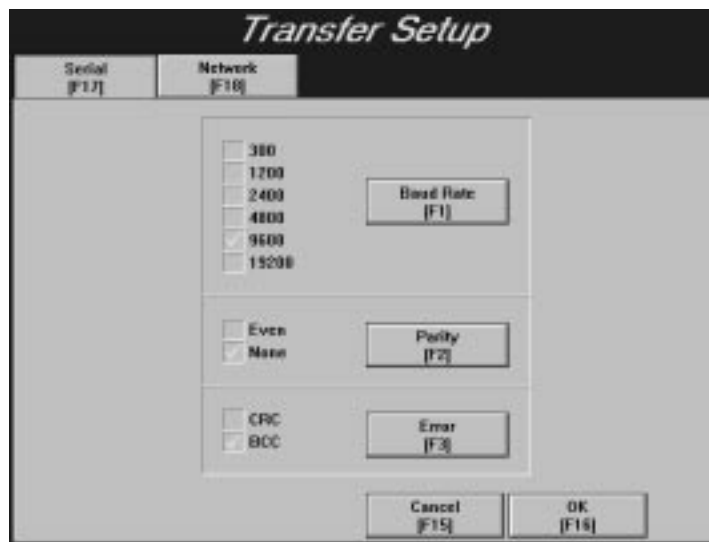 Transfer Setup
Serial
[F17]
Network
[F18]
300
1200
2400
4800
9600
19200
Baud Rate
[F1]
Even
None
Parity
[F2]
CRC
BCC
Error
[F3]
Cancel
[F15]
OK
[F16]